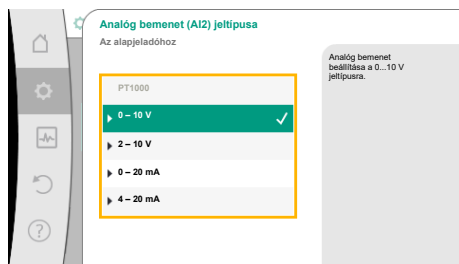 Analóg bemenet (AI2) jeltípusa
Az alapjeladóhoz
PT1000
0 – 10 V
2 – 10 V
0 – 20 mA
4 – 20 mA
Analóg bemenet
beállítása a 0...10 V
jeltípusra.
?